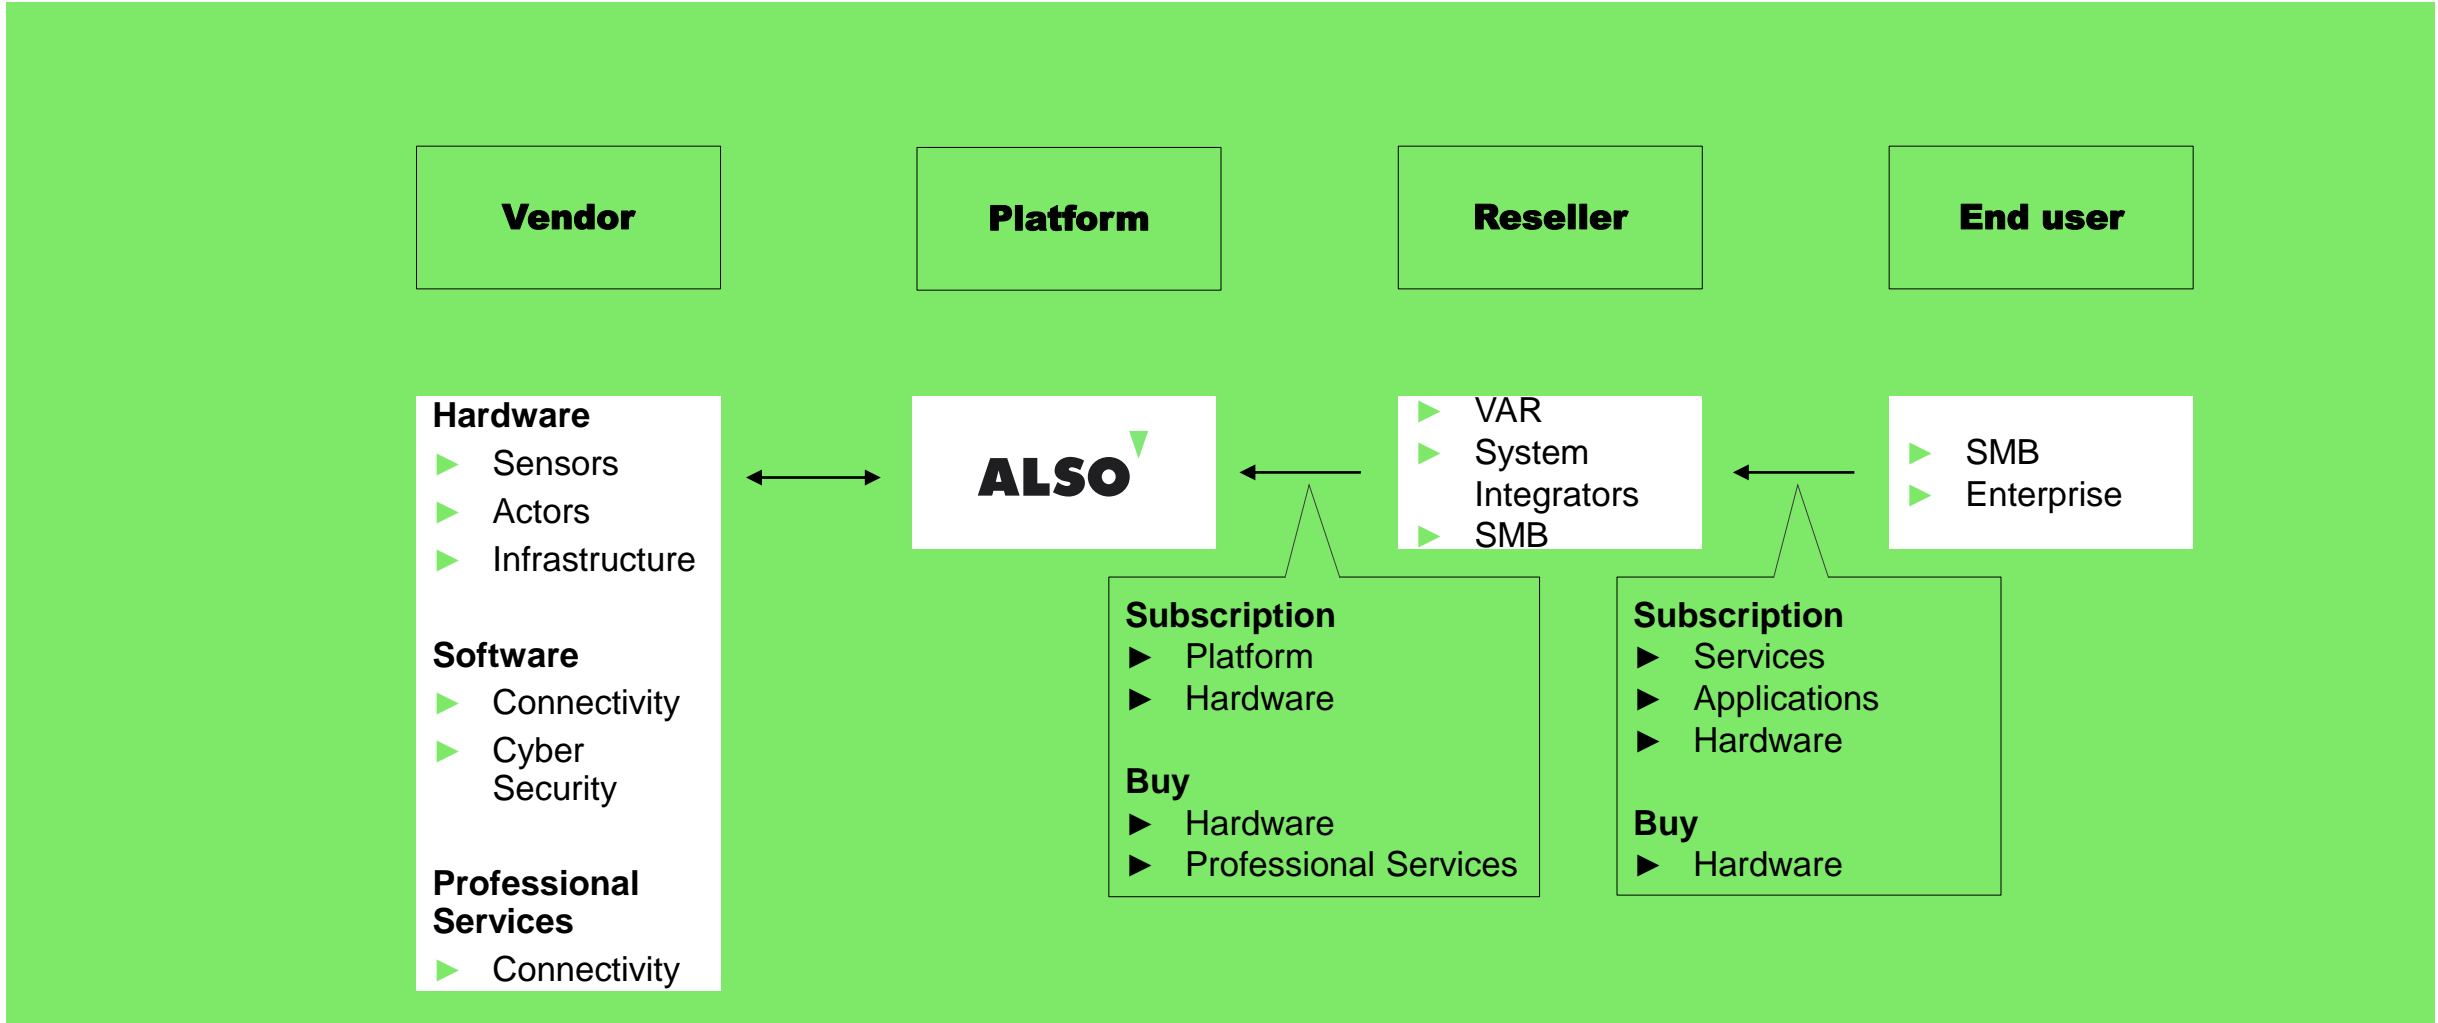 Vendor
Platform
Reseller
End user
Hardware
► Sensors
► Actors
► Infrastructure
Software
► Connectivity
► Cyber
Security
Professional
Services
► Connectivity
ALSO
► VAR
► System
Integrators
► SMB
► SMB
► Enterprise
Subscription
► Platform
► Hardware
Buy
► Hardware
► Professional Services
Subscription
► Services
► Applications
► Hardware
Buy
► Hardware